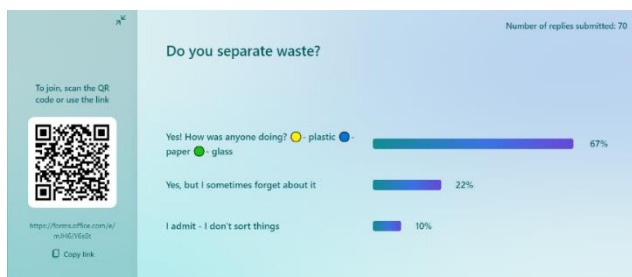 Number of replies submitted: 70
Do you separate waste?
To join, scan the QR
code or use the link
Yes! How was anyone doing? 🟡- plastic 🔵-
paper 🟢- glass
67%
Yes, but I sometimes forget about it
22%
I admit - I don't sort things
10%
https://forms.office.com/e/
Copy link